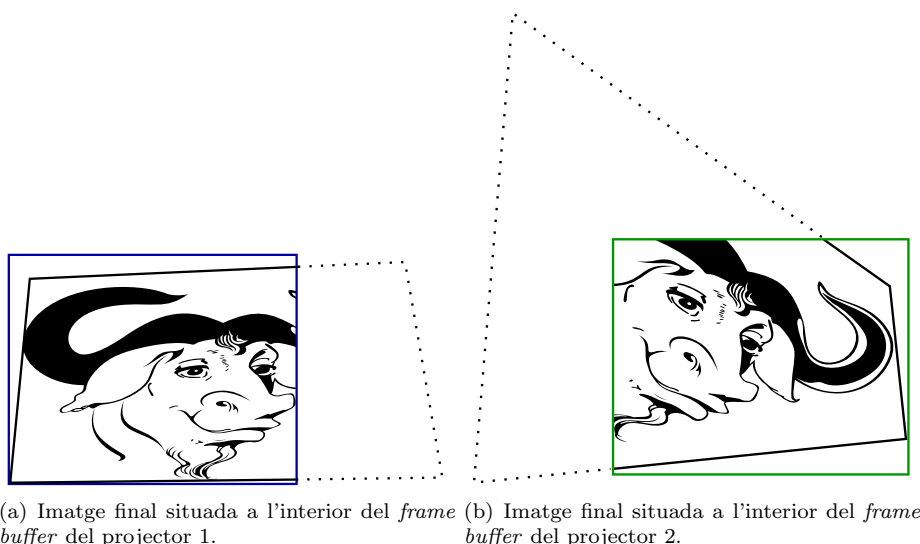 (a) Imatge final situada a l'interior del frame
buffer del projector 1.
(b) Imatge final situada a l'interior del frame
buffer del projector 2.